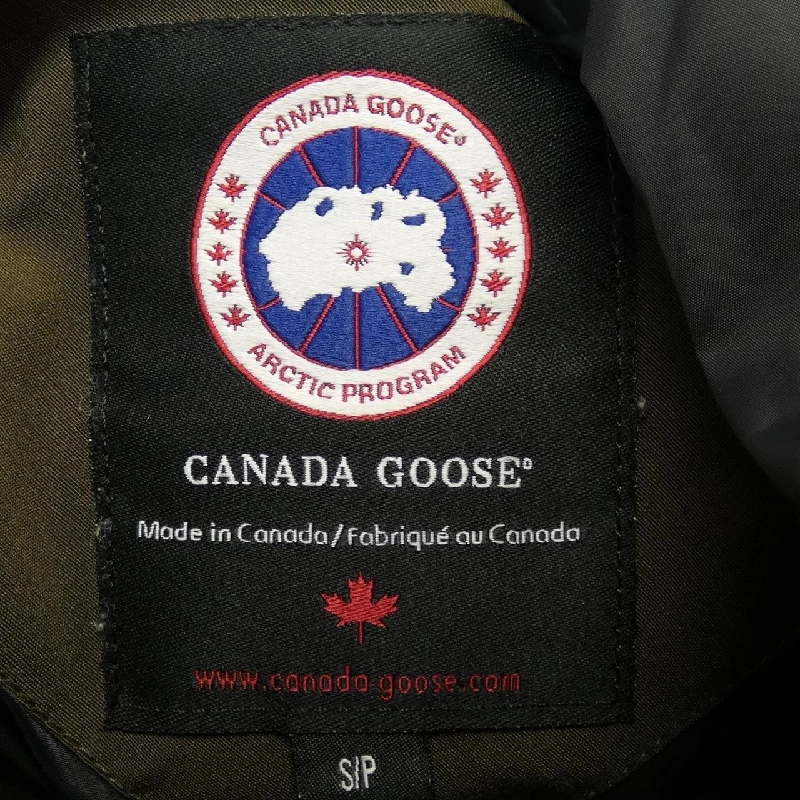 CANADA GOOSE®
ARCTIC PROGRAM
CANADA GOOSE®
Made in Canada/Fabriqué au Canada
www.canada-goose.com
S/P